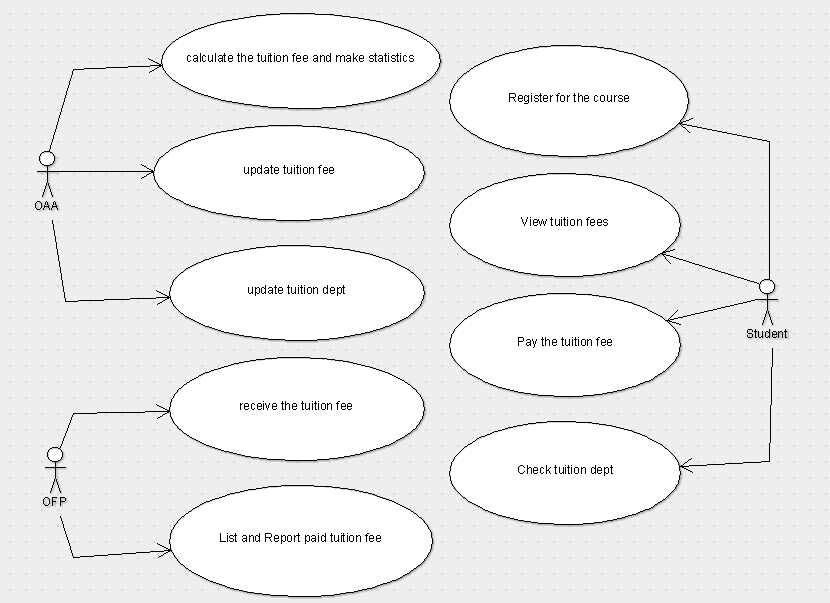 calculate the tuition fee and make statistics
Register for the course
update tuition fee
OAA
View tuition fees
update tuition dept
Student
Pay the tuition fee
receive the tuition fee
Check tuition dept
OFP
List and Report paid tuition fee